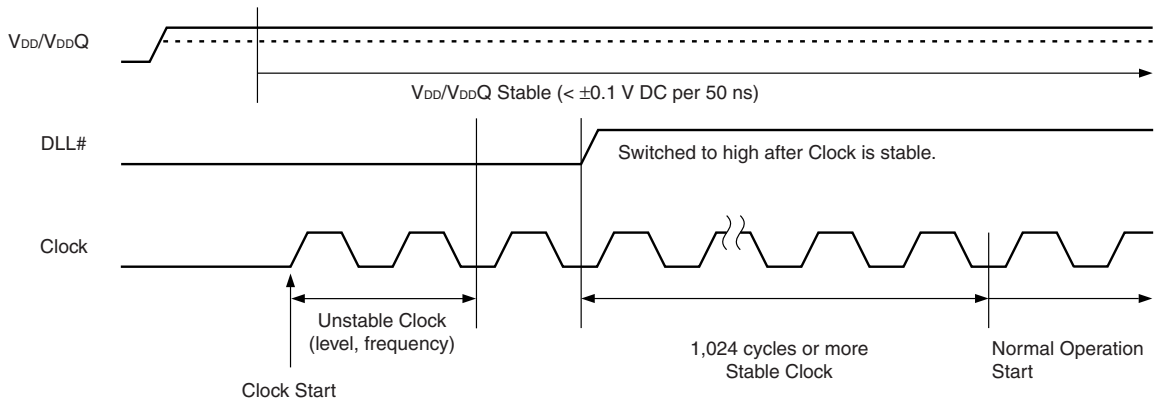 VDD/VDDQ
VDD/VDDQ Stable (< ±0.1 V DC per 50 ns)
DLL#
Switched to high after Clock is stable.
Clock
Unstable Clock
(level, frequency)
1,024 cycles or more
Stable Clock
Normal Operation
Start
Clock Start